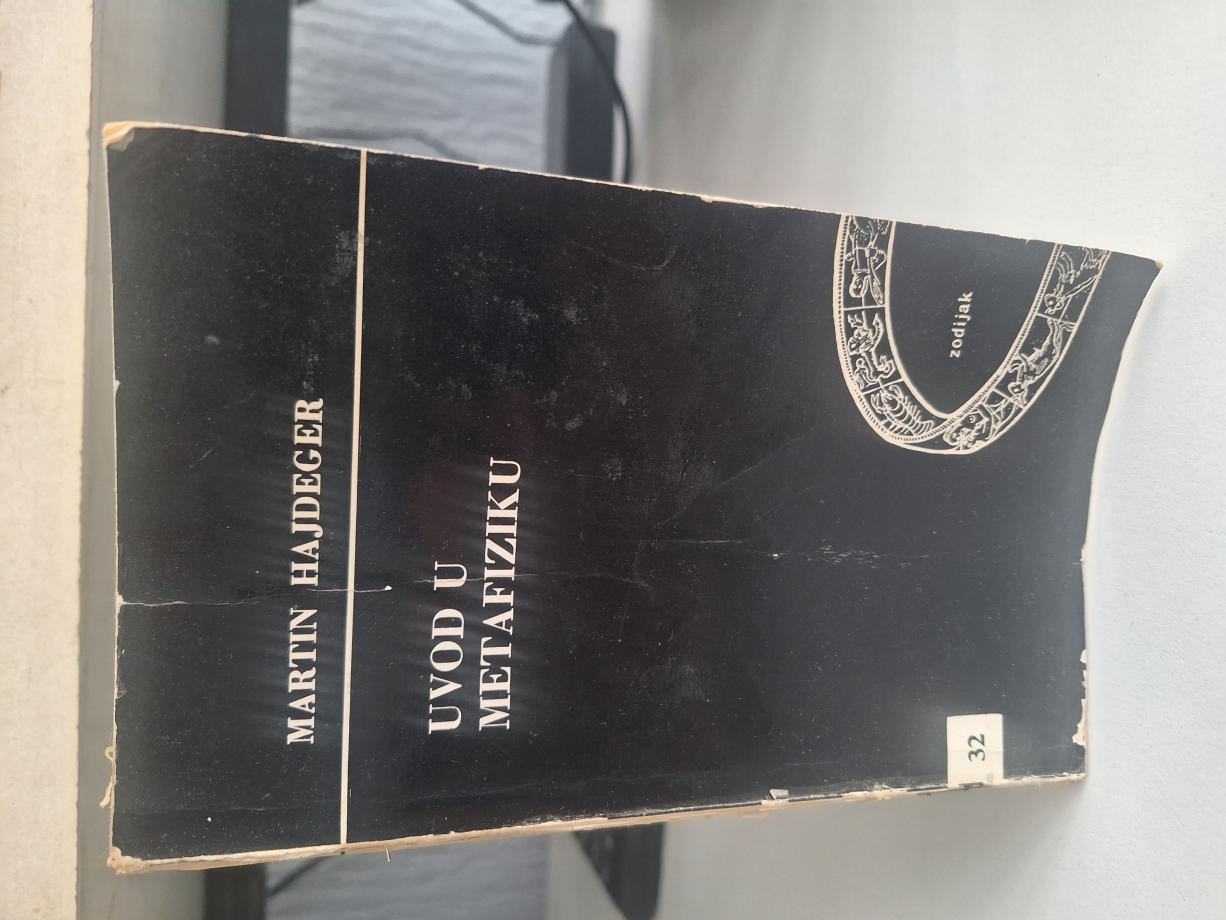 MARTIN HAJDEGER
UVOD U
METAFIZIKU
zodijak
32